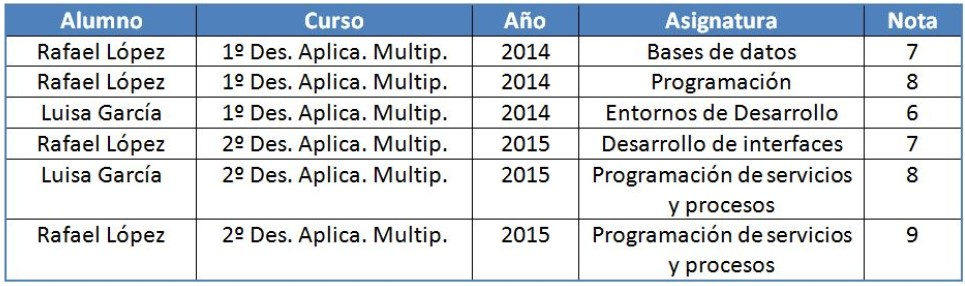 Alumno Curso Año Asignatura Nota
Rafael López 1º Des. Aplica. Multip. 2014 Bases de datos 7
Rafael López 1º Des. Aplica. Multip. 2014 Programación 8
Luisa García 1º Des. Aplica. Multip. 2014 Entornos de Desarrollo 6
Rafael López 2º Des. Aplica. Multip. 2015 Desarrollo de interfaces 7
Luisa García 2º Des. Aplica. Multip. 2015 Programación de servicios 8
y procesos
Rafael López 2º Des. Aplica. Multip. 2015 Programación de servicios 9
y procesos